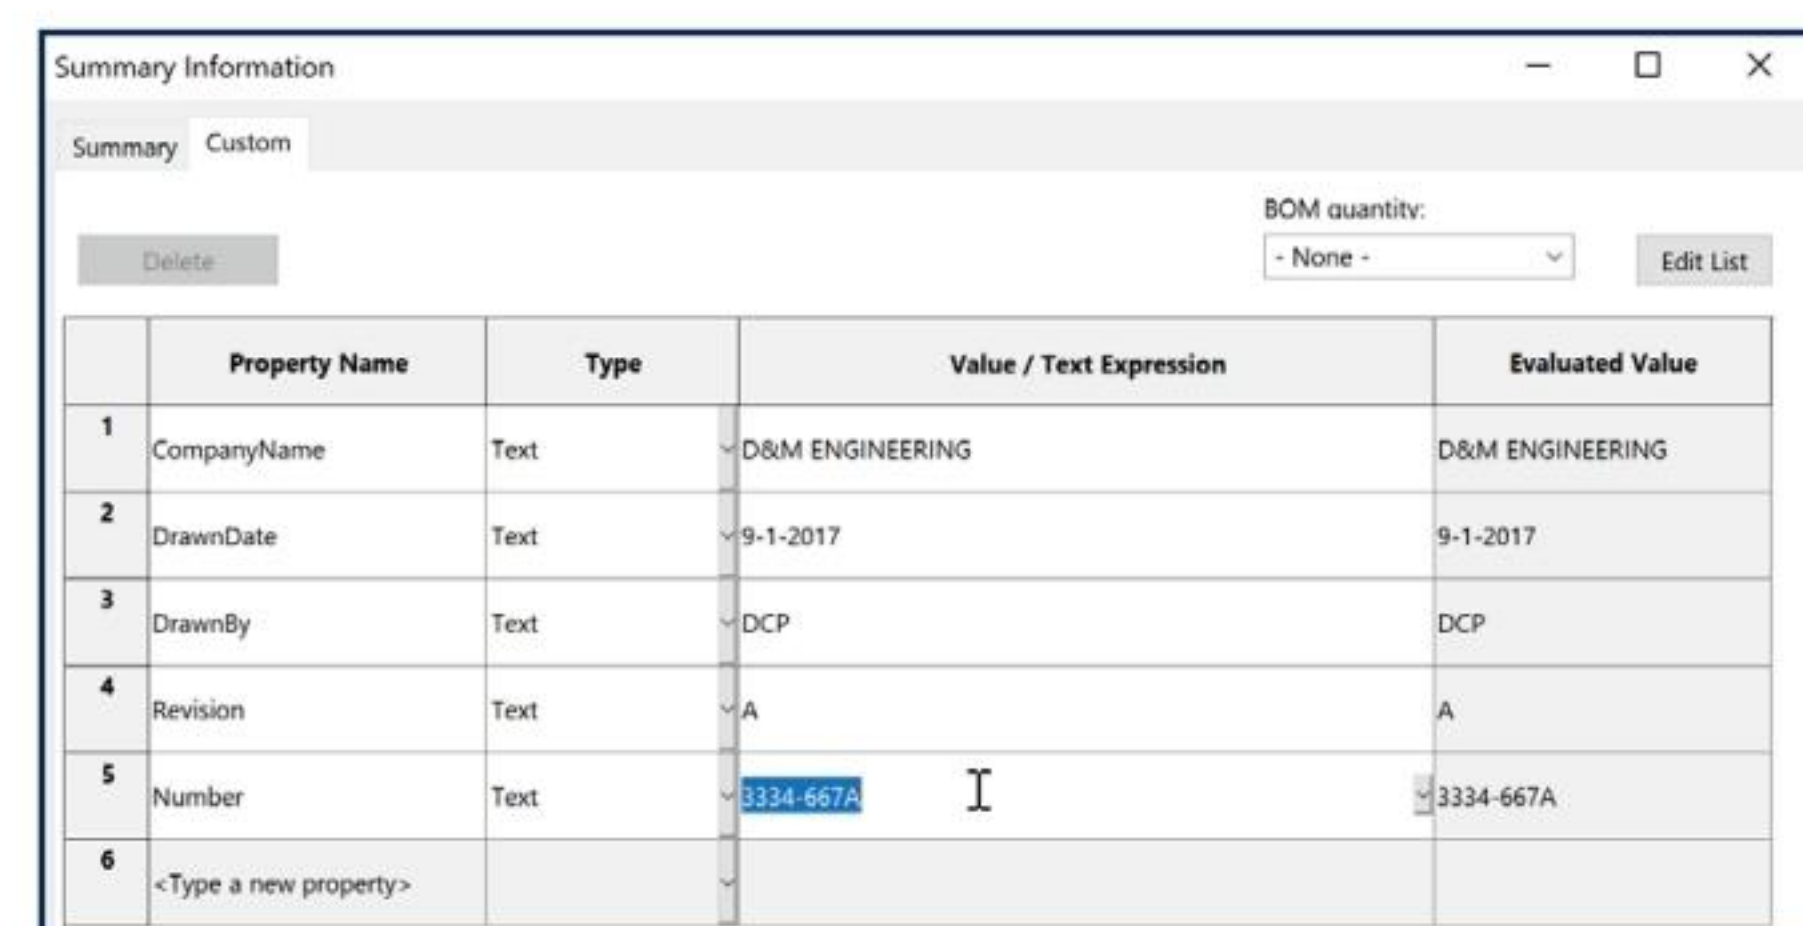 Summary Information
Summary Custom
BOM quantity:
Delete - None - Edit List
Property Name Type Value / Text Expression Evaluated Value
1 CompanyName Text D&M ENGINEERING D&M ENGINEERING
2 DrawnDate Text 9-1-2017 9-1-2017
3 DrawnBy Text DCP DCP
4 Revision Text A A
5 Number Text 3334-667A 3334-667A
6 <Type a new property>